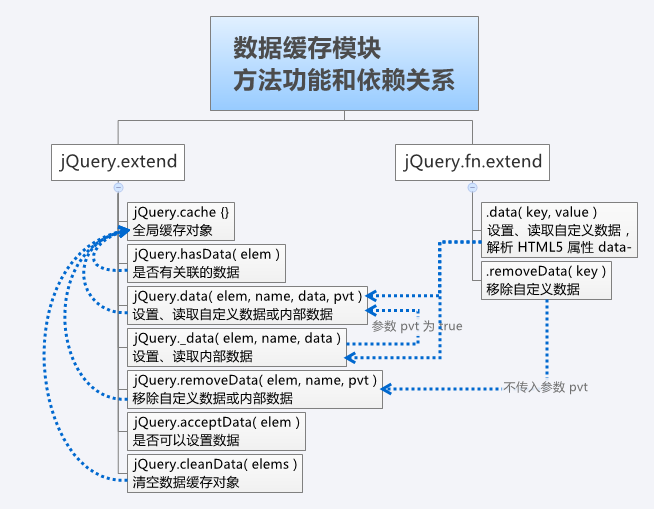 数据缓存模块
方法功能和依赖关系
jQuery.extend
jQuery.cache {}
全局缓存对象
jQuery.hasData( elem )
是否有关联的数据
jQuery.data( elem, name, data, pvt )
设置、读取自定义数据或内部数据
参数 pvt 为 true
jQuery._data( elem, name, data )
设置、读取内部数据
jQuery.removeData( elem, name, pvt )
移除自定义数据或内部数据
jQuery.acceptData( elem )
是否可以设置数据
jQuery.cleanData( elems )
清空数据缓存对象
jQuery.fn.extend
.data( key, value )
设置、读取自定义数据，
解析 HTML5 属性 data-
.removeData( key )
移除自定义数据
不传入参数 pvt